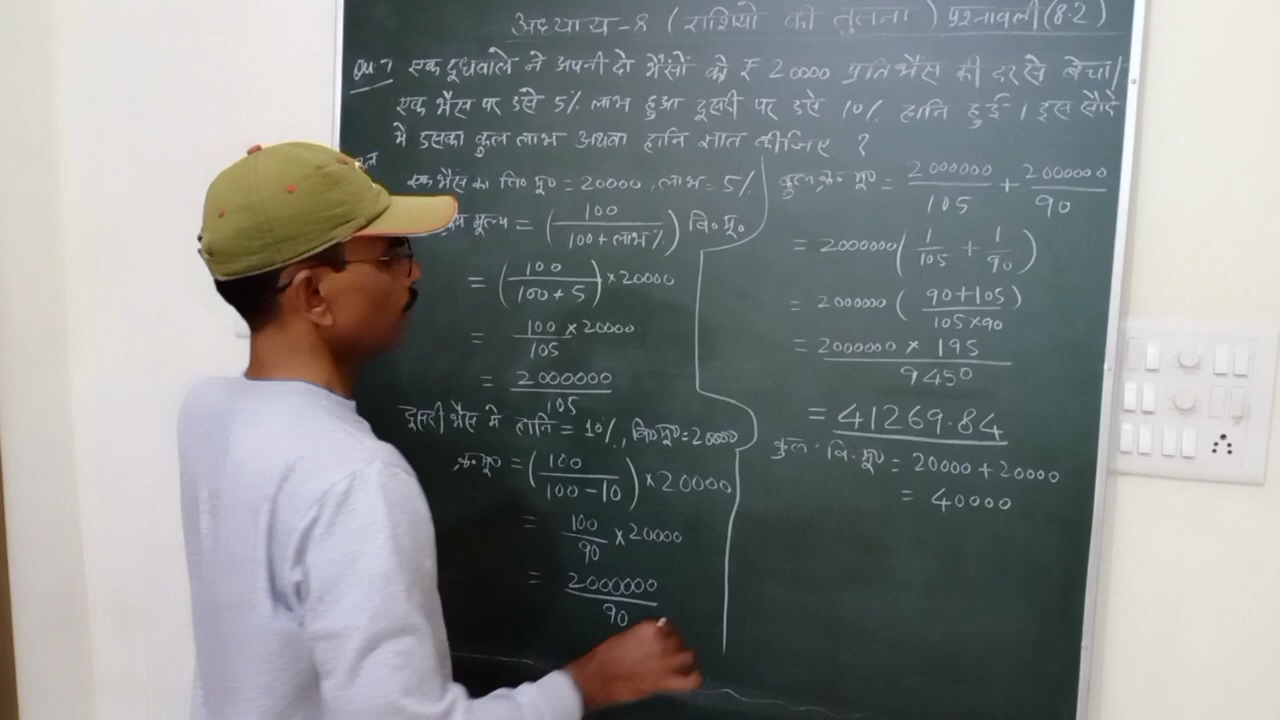 अध्याय-8 (राशियो की तुलना) प्रश्नावली (8.2)
Qu 7 एक दूधवाले ने अपनी दो भैंसों को ₹ 20000 प्रति भैंस की दर से बेचा।
एक भैंस पर उसे 5% लाभ हुआ दूसरी पर उसे 10% हानि हुई। इस सौदे
मे उसका कुल लाभ अथवा हानि ज्ञात कीजिए ?
एक भैंस का वि० मू० = 20000, लाभ = 5%
मूल्य = (100 / 100 + लाभ%) वि० मू०
= (100 / 100 + 5) × 20000
= 100 / 105 × 20000
= 2000000 / 105
दूसरी भैंस मे हानि = 10%, वि० मू० = 20000
क्र० मू० = (100 / 100 - 10) × 20000
= 100 / 90 × 20000
= 2000000 / 90
कुल क्र० मू० = 2000000 / 105 + 2000000 / 90
= 2000000 (1 / 105 + 1 / 90)
= 2000000 (90 + 105 / 105 × 90)
= 2000000 × 195 / 9450
= 41269.84
कुल वि० मू० = 20000 + 20000
= 40000